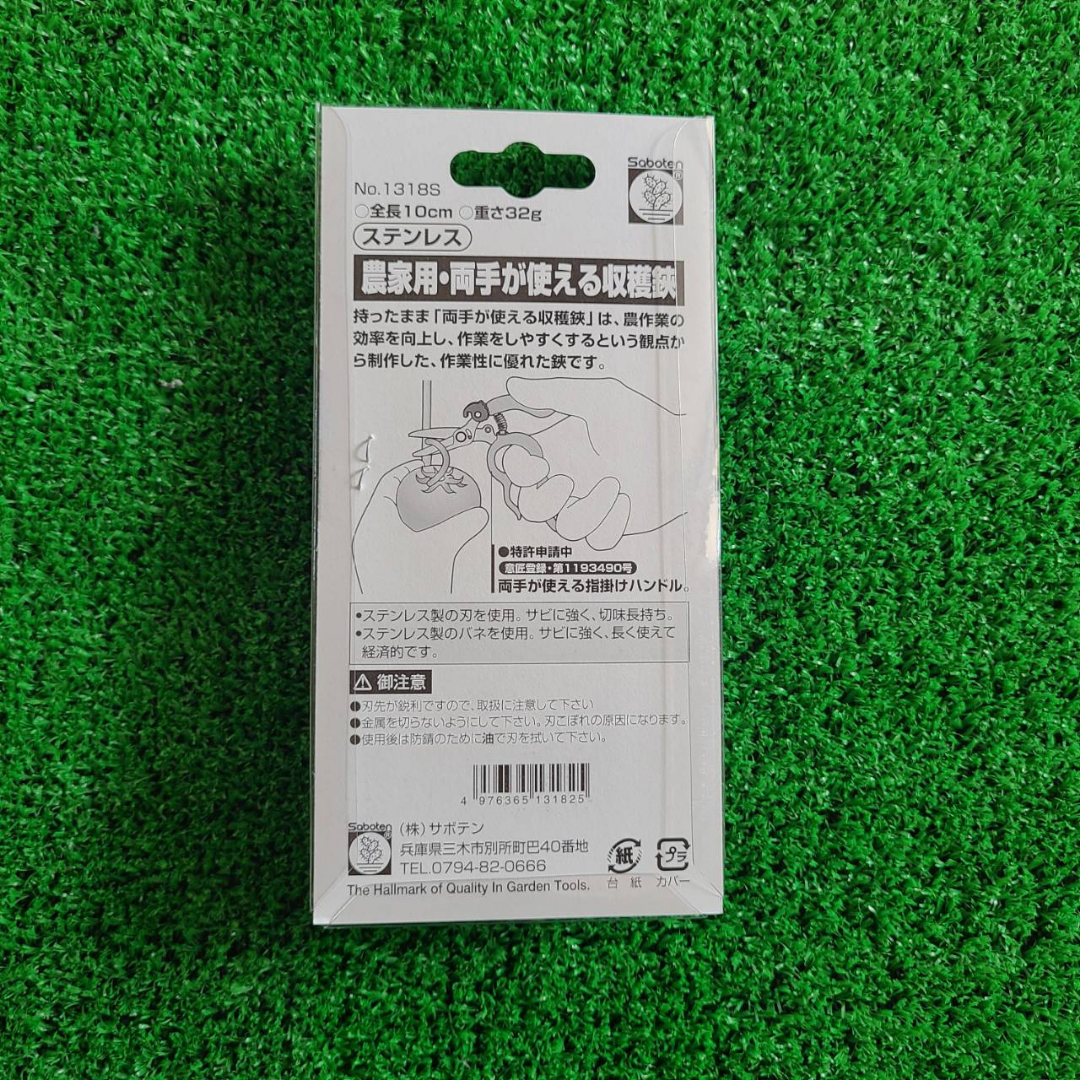 Saboten
No.1318S
○全長10cm ○重さ32g
ステンレス
農家用・両手が使える収穫鋏
持ったまま「両手が使える収穫鋏」は、農作業の
効率を向上し、作業をしやすくするという観点か
ら制作した、作業性に優れた鋏です。
●特許申請中
意匠登録・第1193490号
両手が使える指掛けハンドル。
•ステンレス製の刃を使用。サビに強く、切味長持ち。
•ステンレス製のバネを使用。サビに強く、長く使えて
経済的です。
御注意
●刃先が鋭利ですので、取扱に注意して下さい
●金属を切らないようにして下さい。刃こぼれの原因になります。
●使用後は防錆のために油で刃を拭いて下さい。
4 976365 131825
Saboten
(株)サボテン
兵庫県三木市別所町巴40番地
TEL.0794-82-0666
The Hallmark of Quality In Garden Tools.
紙
台紙
プラ
カバー